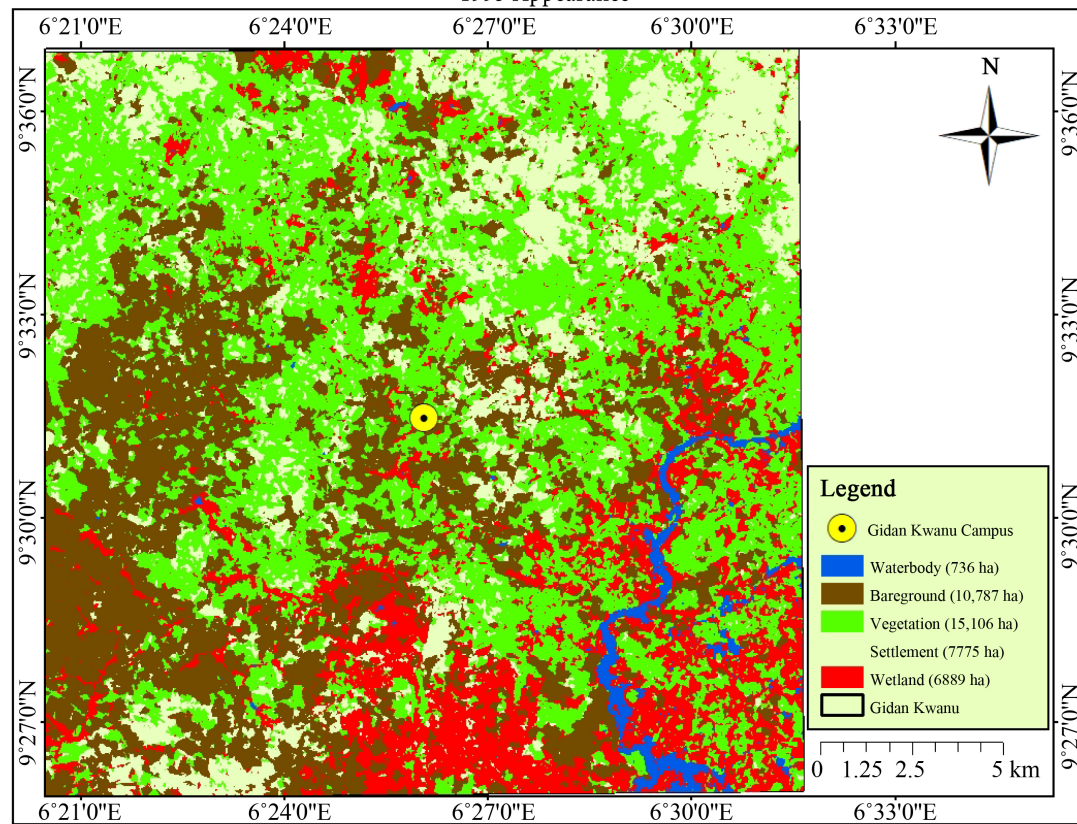 6°21'0"E 6°24'0"E 6°27'0"E 6°30'0"E 6°33'0"E
N
9°36'0"N 9°36'0"N
9°33'0"N 9°33'0"N
9°30'0"N 9°30'0"N
9°27'0"N 9°27'0"N
Legend
Gidan Kwanu Campus
Waterbody (736 ha)
Bareground (10,787 ha)
Vegetation (15,106 ha)
Settlement (7775 ha)
Wetland (6889 ha)
Gidan Kwanu
0 1.25 2.5 5 km
6°21'0"E 6°24'0"E 6°27'0"E 6°30'0"E 6°33'0"E